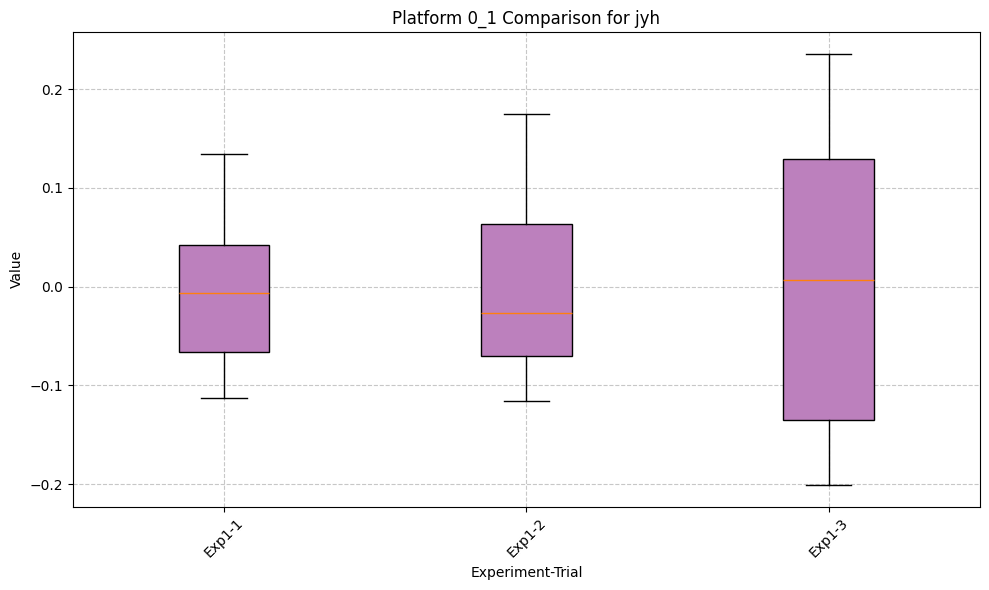 Platform 0_1 Comparison for jyh
Value
0.2
0.1
0.0
−0.1
−0.2
Exp1-1
Exp1-2
Exp1-3
Experiment-Trial